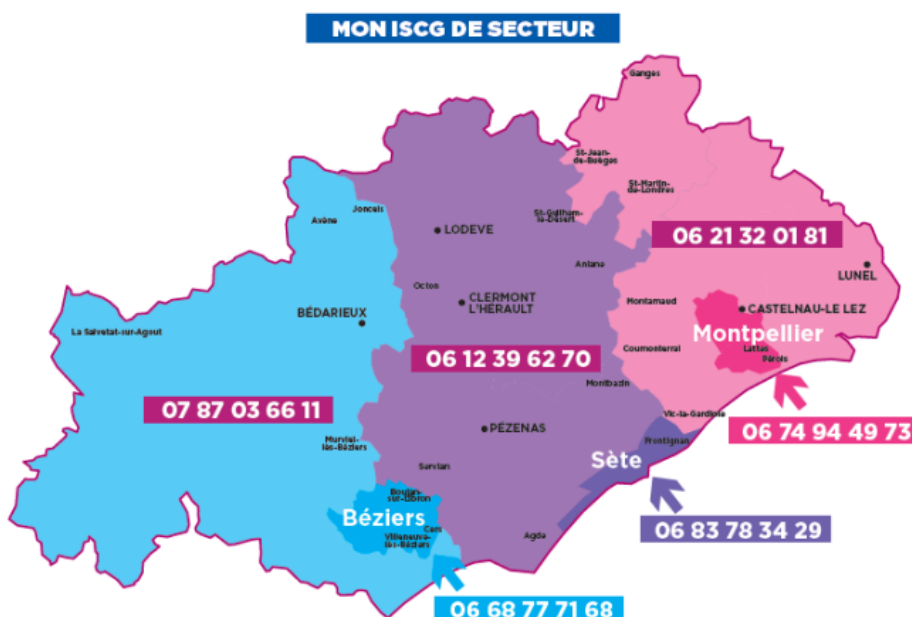 MON ISCG DE SECTEUR
Ganges
St-Jean-
de-Buèges
St-Martin-
de-Londres
Joncels
Avène
St-Guilhem-
le-Désert
LODEVE
06 21 32 01 81
Aniane
LUNEL
Octon
CLERMONT
L'HÉRAULT
Montarnaud
CASTELNAU-LE LEZ
BÉDARIEUX
La Salvetat-sur-Agout
Montpellier
Lattes
Pérols
Cournonterral
06 12 39 62 70
Montbazin
07 87 03 66 11
Vic-la-Gardiole
06 74 94 49 73
PÉZENAS
Frontignan
Murviel-
lès-Béziers
Sète
Servian
Boujan-
sur-Libron
Béziers
Cers
Villeneuve-
lès-Béziers
Agde
06 83 78 34 29
06 68 77 71 68